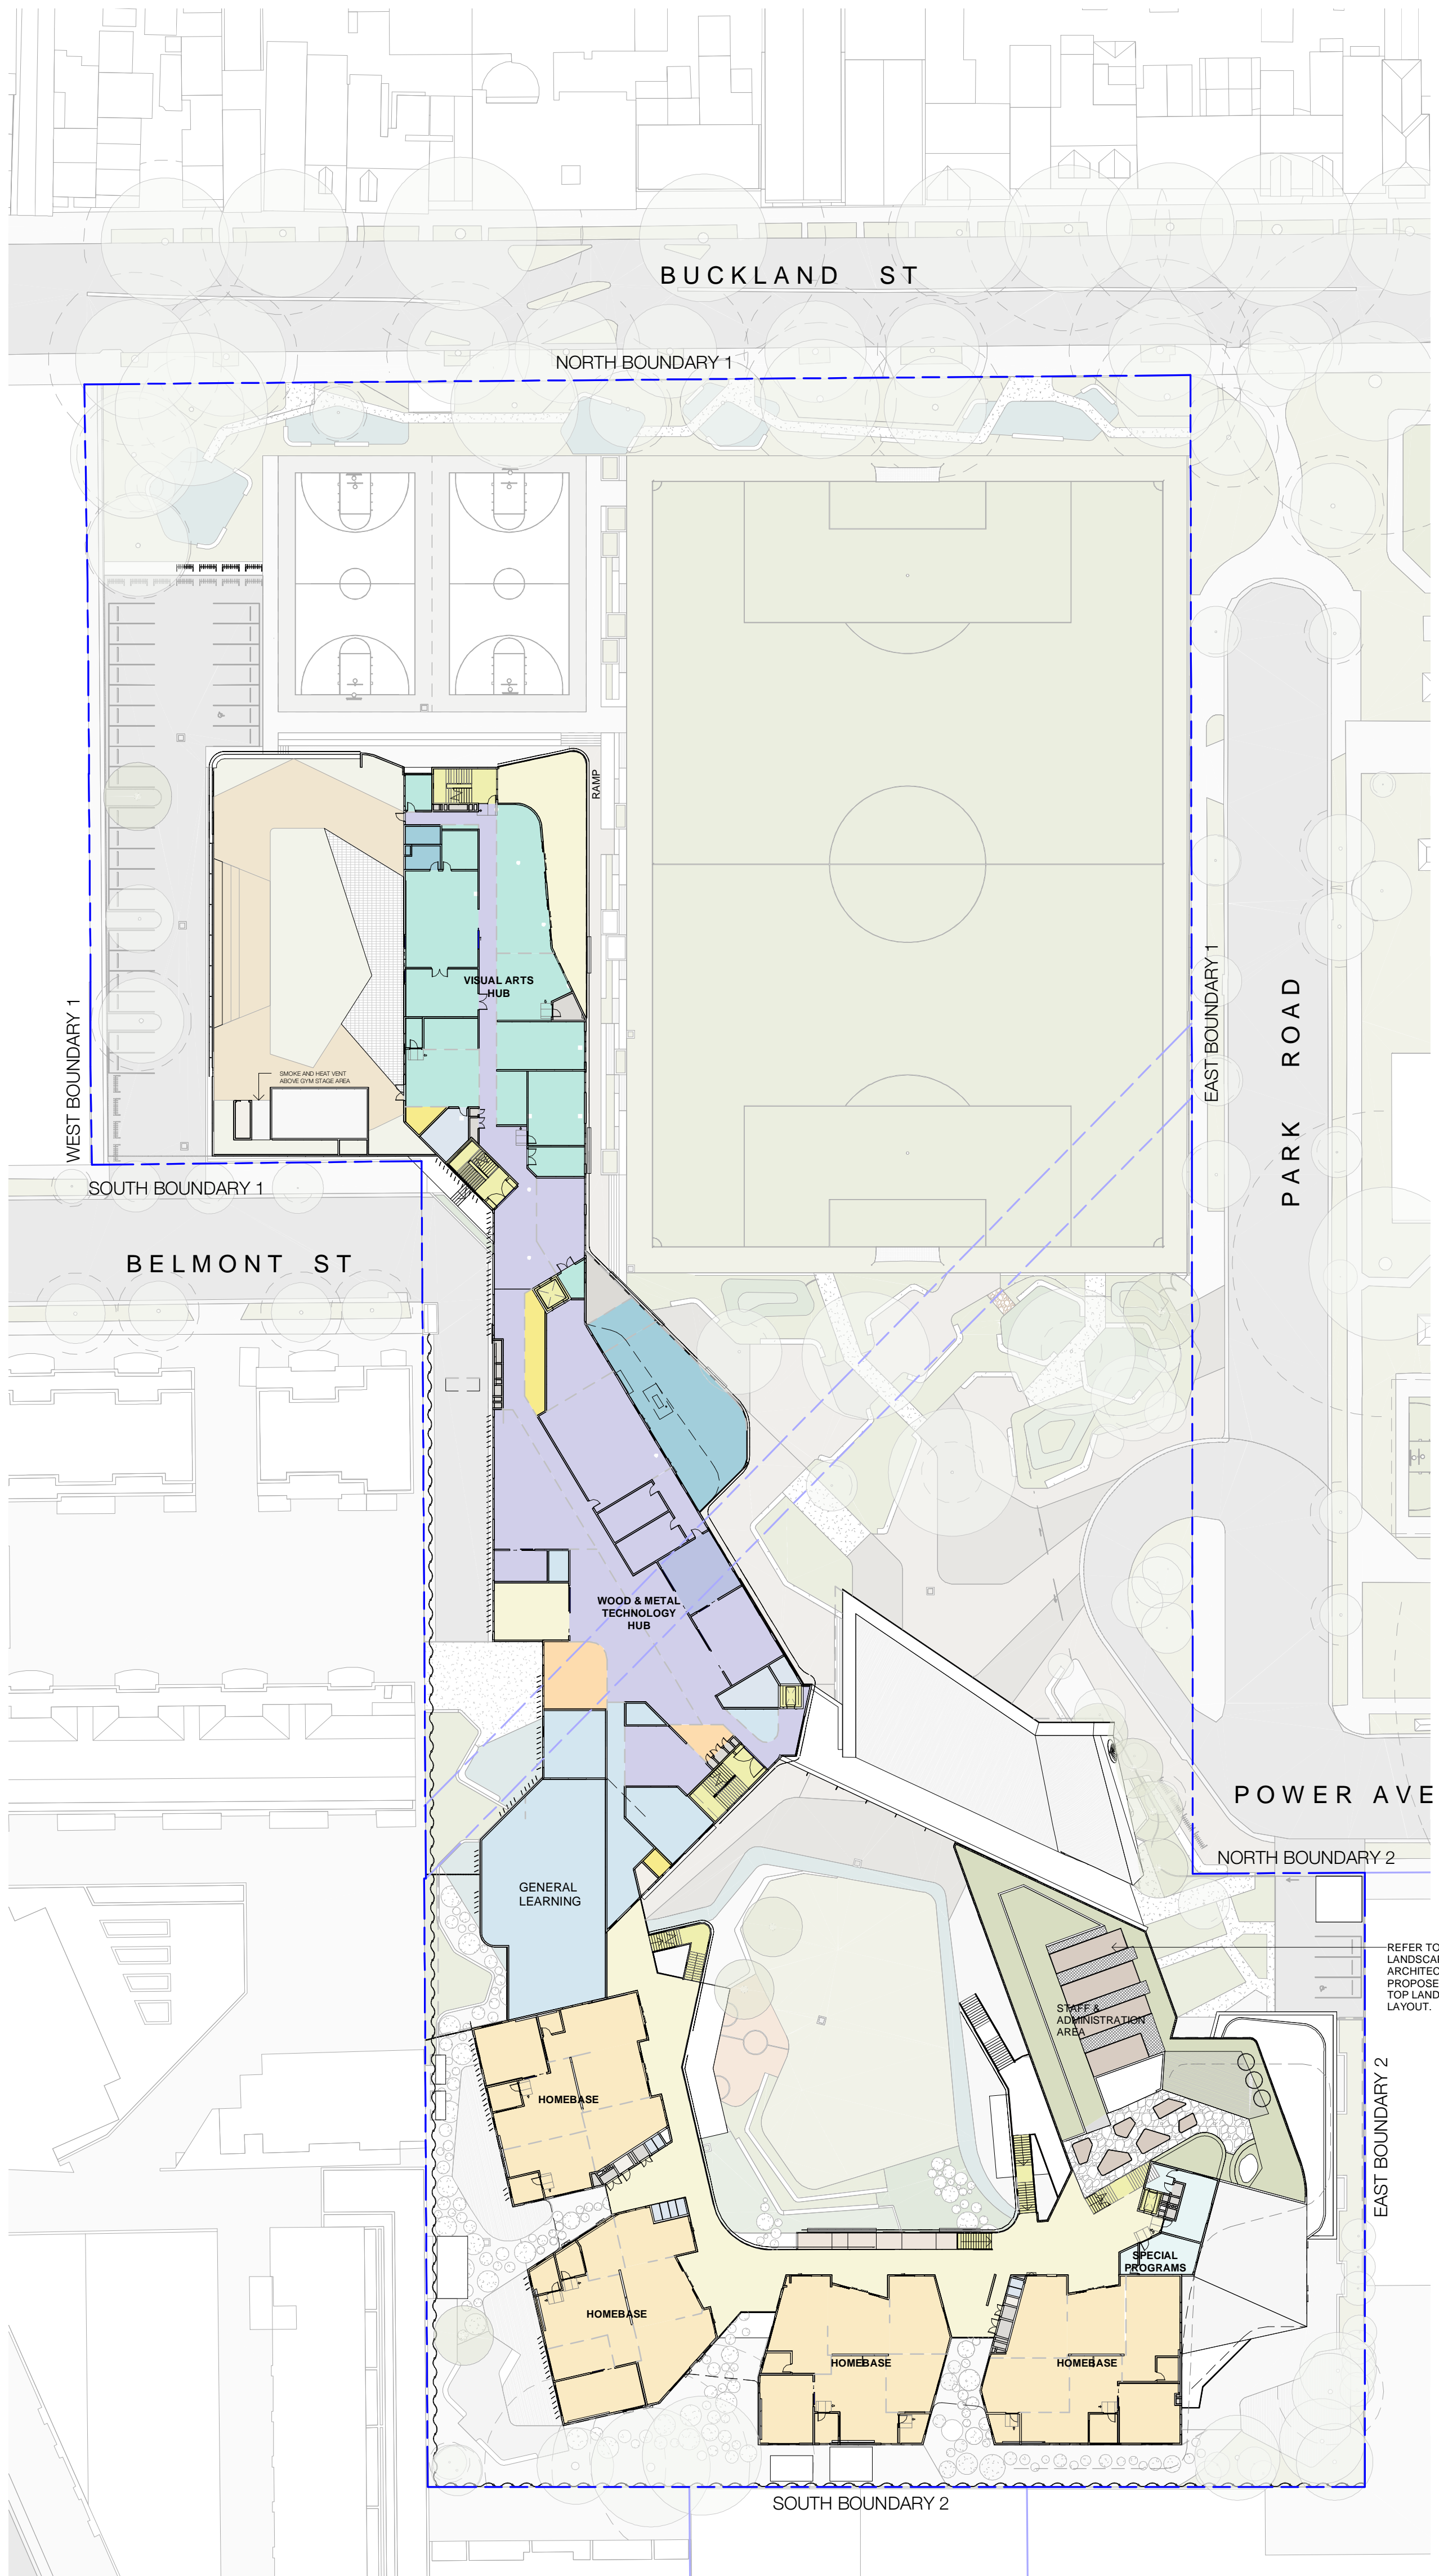 BUCKLAND ST
NORTH BOUNDARY 1
RAMP
VISUAL ARTS
HUB
EAST BOUNDARY 1
PARK ROAD
WEST BOUNDARY 1
SMOKE AND HEAT VENT
ABOVE GYM STAGE AREA
SOUTH BOUNDARY 1
BELMONT ST
WOOD & METAL
TECHNOLOGY
HUB
POWER AVE
NORTH BOUNDARY 2
GENERAL
LEARNING
REFER TO
LANDSCA
ARCHITEC
PROPOSE
TOP LAND
LAYOUT.
STAFF &
ADMINISTRATION
AREA
HOMEBASE
EAST BOUNDARY 2
SPECIAL
PROGRAMS
HOMEBASE
HOMEBASE
HOMEBASE
SOUTH BOUNDARY 2